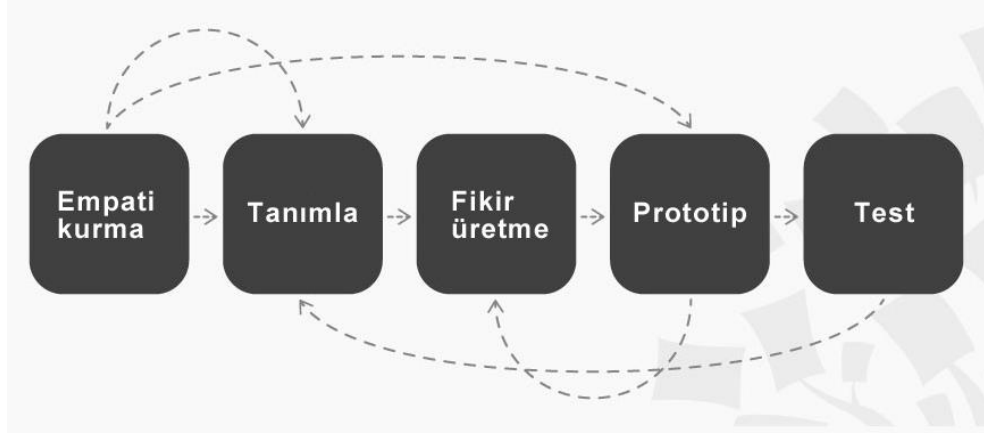 Empati
kurma
Tanımla
Fikir
üretme
Prototip
Test